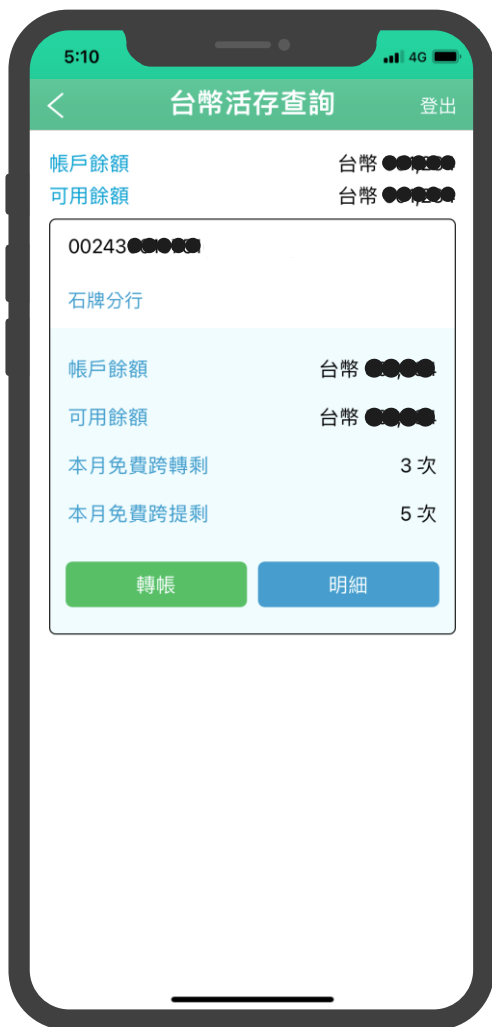 5:10
4G
台幣活存查詢
登出
帳戶餘額 台幣
可用餘額 台幣
00243
石牌分行
帳戶餘額 台幣
可用餘額 台幣
本月免費跨轉剩 3 次
本月免費跨提剩 5 次
轉帳 明細